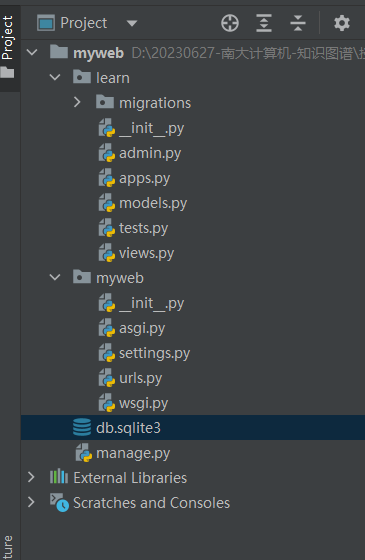 Project
Project
myweb D:\20230627-南大计算机-知识图谱\
learn
migrations
__init__.py
admin.py
apps.py
models.py
tests.py
views.py
myweb
__init__.py
asgi.py
settings.py
urls.py
wsgi.py
db.sqlite3
manage.py
External Libraries
Scratches and Consoles
ture